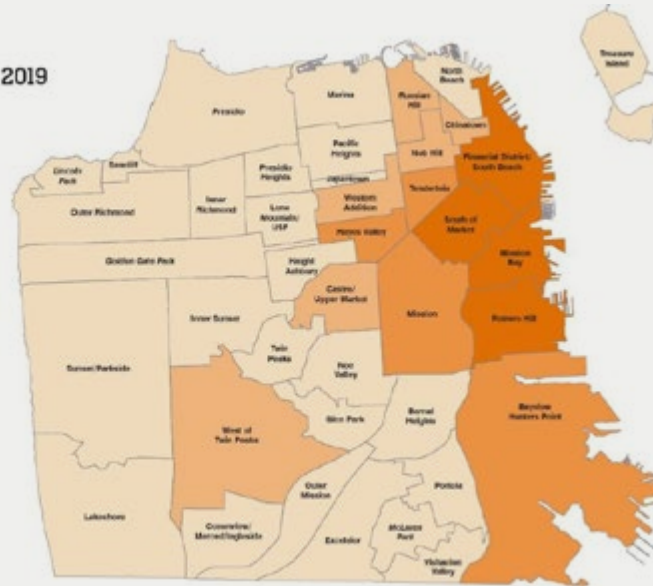 2019
Treasure
Island
North
Beach
Marina
Russian
Hill
Presidio
Chinatown
Pacific
Heights
Nob Hill
Financial District/
South Beach
Lincoln
Park
Seacliff
Presidio
Heights
Japantown
Tenderloin
Western
Addition
Inner
Richmond
Outer Richmond
Lone
Mountain/
USF
Hayes Valley
South of
Market
Mission
Bay
Golden Gate Park
Haight
Ashbury
Castro/
Upper Market
Mission
Potrero Hill
Inner Sunset
Twin
Peaks
Noe
Valley
Sunset/Parkside
Bernal
Heights
Bayview
Hunters Point
Glen Park
West of
Twin Peaks
Outer
Mission
Portola
Lakeshore
Oceanview/
Merced/Ingleside
Excelsior
McLaren
Park
Visitacion
Valley